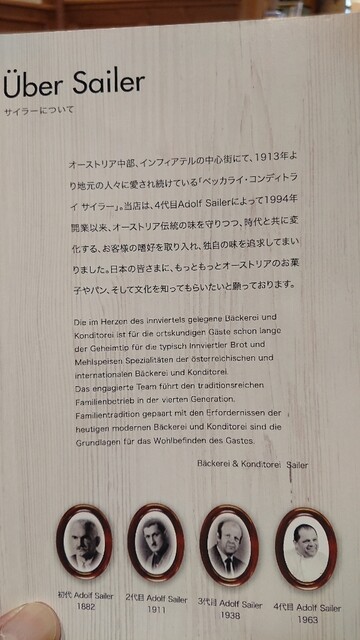 Über Sailer
サイラーについて
オーストリア中部、インフィアテルの中心街にて、1913年よ
り地元の人々に愛され続けている「ベッカライ・コンディトラ
イ サイラー」。当店は、4代目Adolf Sailerによって1994年
開業以来、オーストリア伝統の味を守りつつ、時代と共に変
化する、お客様の嗜好を取り入れ、独自の味を追求してまい
りました。日本の皆さまに、もっともっとオーストリアのお菓
子やパン、そして文化を知ってもらいたいと願っております。
Die im Herzen des Innviertels gelegene Bäckerei und
Konditorei ist für die ortskundigen Gäste schon lange
der Geheimtip für die typisch Innviertler Brot und
Mehlspeisen Spezialitäten der österreichischen und
internationalen Bäckerei und Konditorei.
Das engagierte Team führt den traditionsreichen
Familienbetrieb in der vierten Generation.
Familientradition gepaart mit den Erfordernissen der
heutigen modernen Bäckerei und Konditorei sind die
Grundlagen für das Wohlbefinden des Gastes.
Bäckerei & Konditorei Sailer
初代 Adolf Sailer
1882
2代目 Adolf Sailer
1911
3代目 Adolf Sailer
1938
4代目 Adolf Sailer
1963